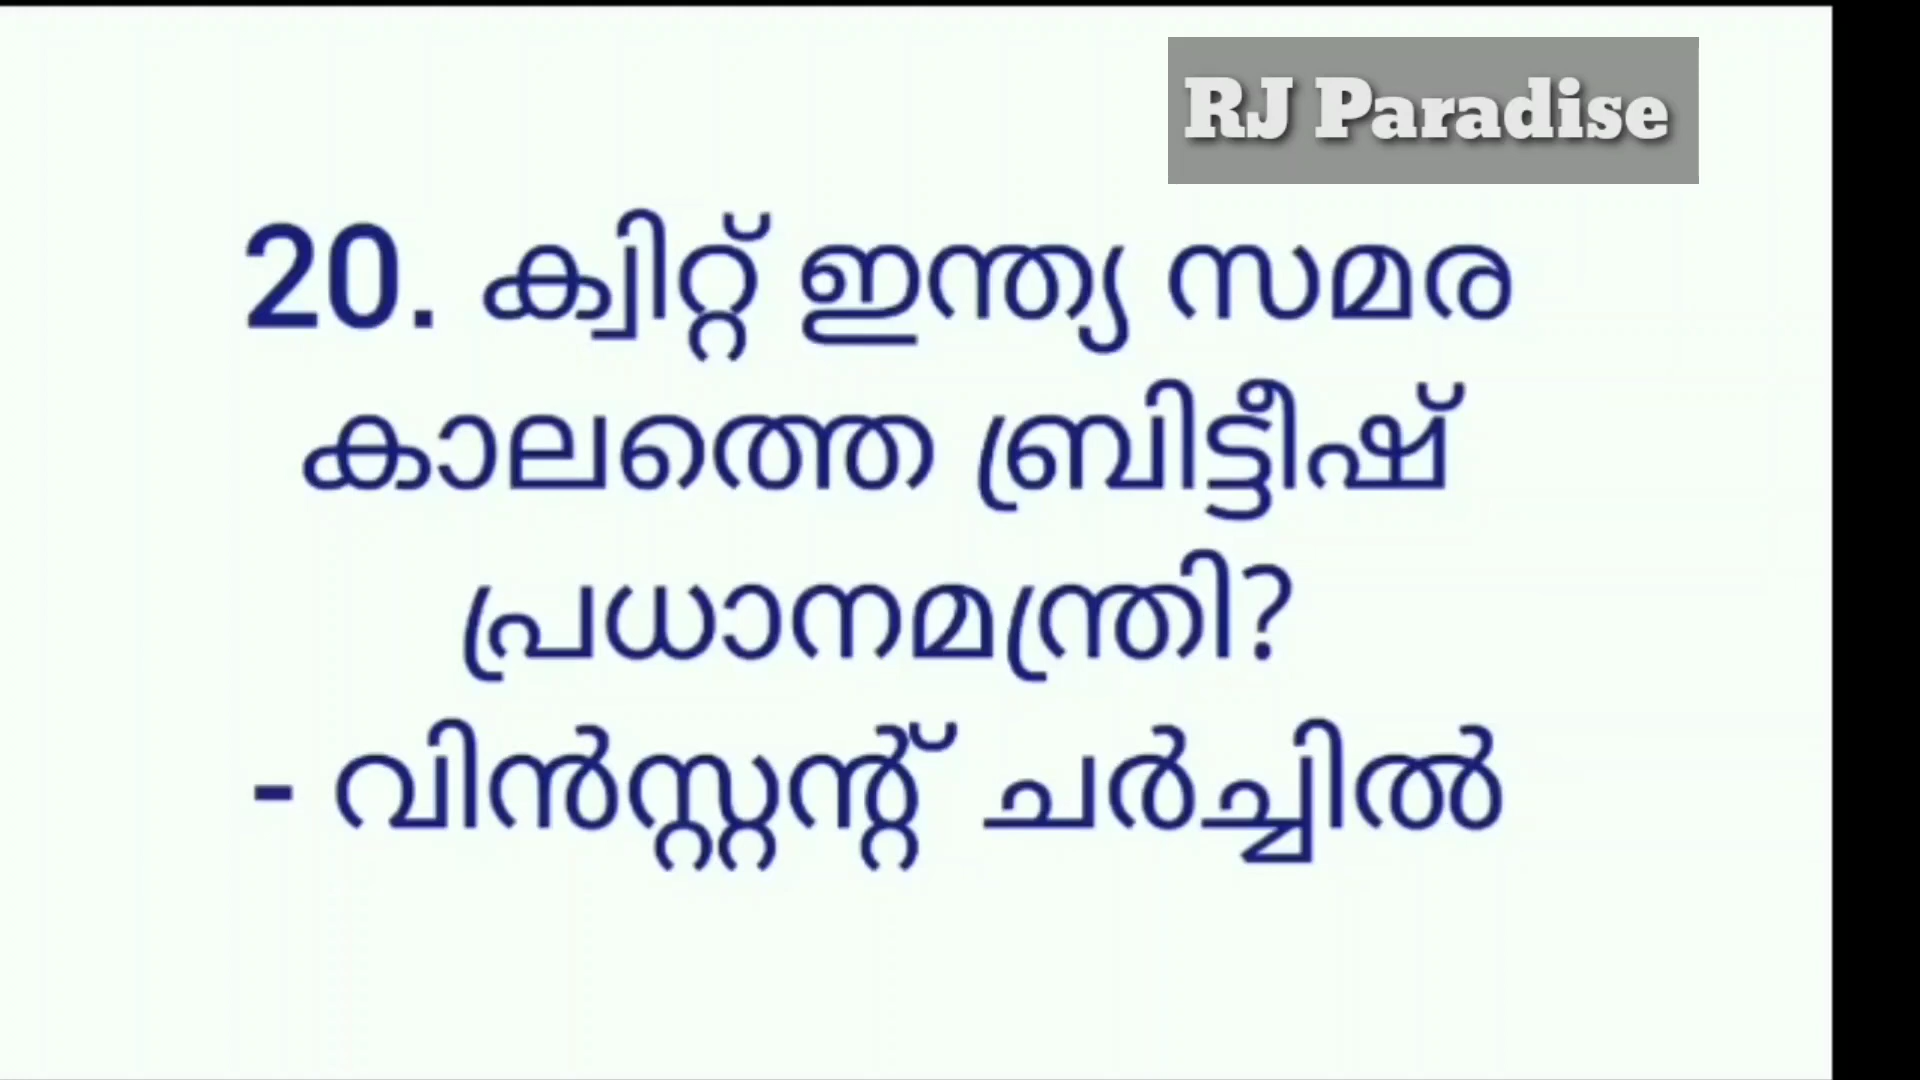 RJ Paradise
20. ക്വിറ്റ് ഇന്ത്യ സമര
കാലത്തെ ബ്രിട്ടീഷ്
പ്രധാനമന്ത്രി?
- വിൻസ്റ്റന്റ് ചർച്ചിൽ